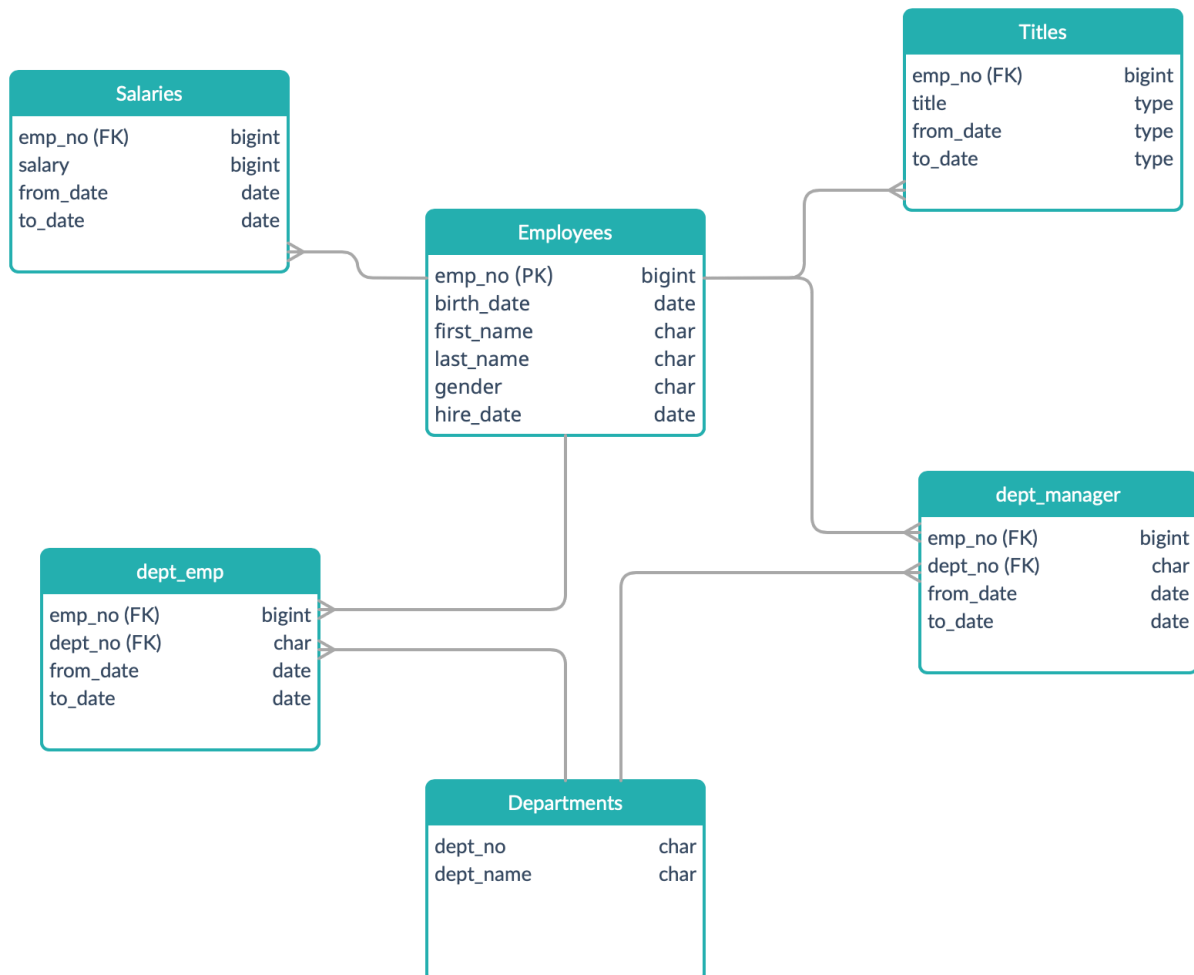 Titles
emp_no (FK) bigint
title type
from_date type
to_date type
Salaries
emp_no (FK) bigint
salary bigint
from_date date
to_date date
Employees
emp_no (PK) bigint
birth_date date
first_name char
last_name char
gender char
hire_date date
dept_manager
emp_no (FK) bigint
dept_no (FK) char
from_date date
to_date date
dept_emp
emp_no (FK) bigint
dept_no (FK) char
from_date date
to_date date
Departments
dept_no char
dept_name char